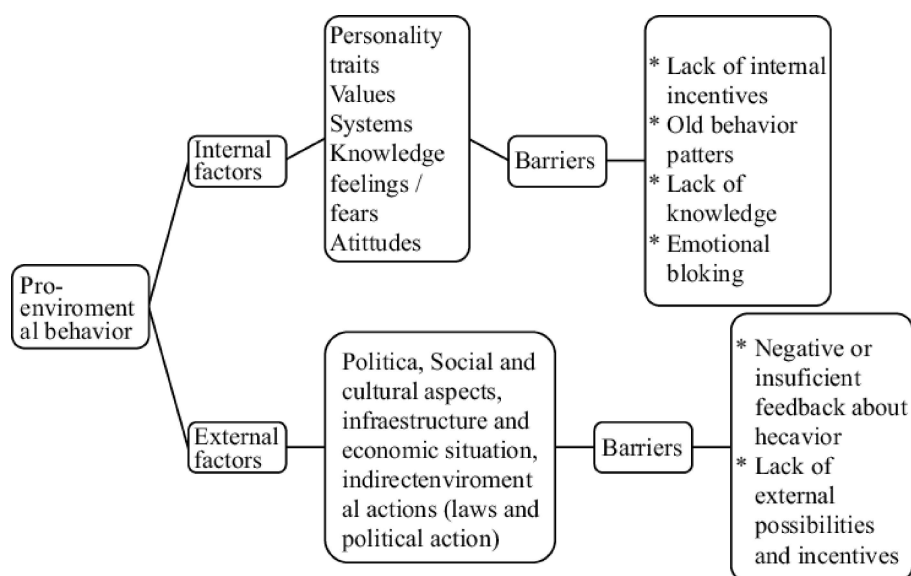 Pro-
enviroment
al behavior
Internal
factors
Personality
traits
Values
Systems
Knowledge
feelings /
fears
Atittudes
Barriers
* Lack of internal
incentives
* Old behavior
patters
* Lack of
knowledge
* Emotional
bloking
External
factors
Politica, Social and
cultural aspects,
infraestructure and
economic situation,
indirectenviroment
al actions (laws and
political action)
Barriers
* Negative or
insuficient
feedback about
hecavior
* Lack of
external
possibilities
and incentives